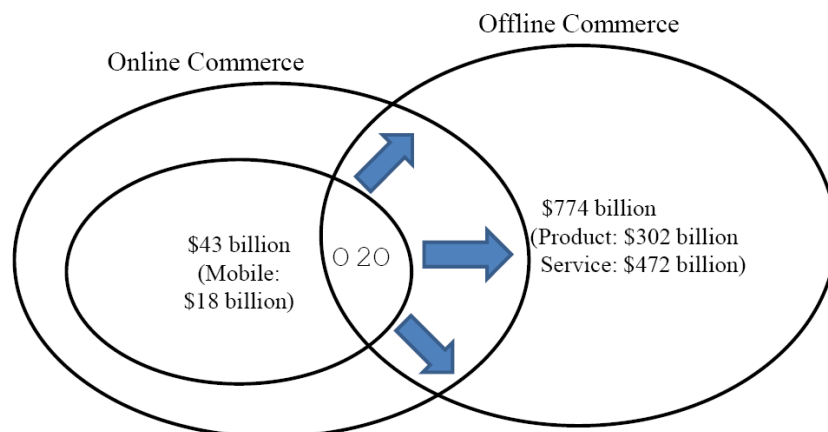 Offline Commerce
Online Commerce
$43 billion
(Mobile:
$18 billion)
O 2O
$774 billion
(Product: $302 billion
Service: $472 billion)